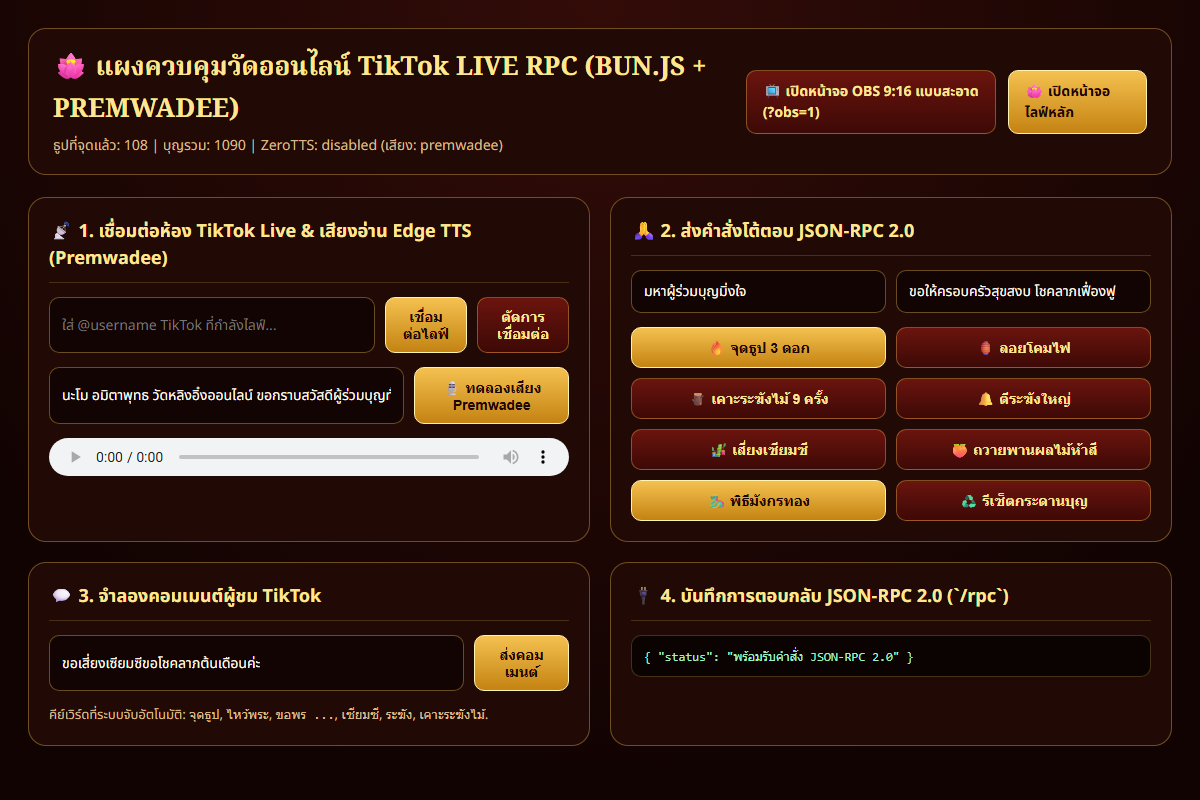 🪷 แผงควบคุมวัดออนไลน์ TikTok LIVE RPC (BUN.JS +
PREMWADEE)
ธูปที่จุดแล้ว: 108 | บุญรวม: 1090 | ZeroTTS: disabled (เสียง: premwadee)
📺 เปิดหน้าจอ OBS 9:16 แบบสะอาด
(?obs=1)
🪷 เปิดหน้าจอ
ไลฟ์หลัก
📡 1. เชื่อมต่อห้อง TikTok Live & เสียงอ่าน Edge TTS
(Premwadee)
ใส่ @username TikTok ที่กำลังไลฟ์...
เชื่อม
ต่อไลฟ์
ตัดการ
เชื่อมต่อ
นะโม อมิตาพุทธ วัดหลิงอิ๋งออนไลน์ ขอกราบสวัสดีผู้ร่วมบุญทุ
🎙️ ทดลองเสียง
Premwadee
0:00 / 0:00
🙏 2. ส่งคำสั่งโต้ตอบ JSON-RPC 2.0
มหาผู้ร่วมบุญมิ่งใจ
ขอให้ครอบครัวสุขสงบ โชคลาภเฟื่องฟู
🔥 จุดธูป 3 ดอก
🏮 ลอยโคมไฟ
🪵 เคาะระฆังไม้ 9 ครั้ง
🔔 ตีระฆังใหญ่
🎋 เสี่ยงเซียมซี
🍑 ถวายพานผลไม้ห้าสี
🐉 พิธีมังกรทอง
♻️ รีเซ็ตกระดานบุญ
💬 3. จำลองคอมเมนต์ผู้ชม TikTok
ขอเสี่ยงเซียมซีขอโชคลาภต้นเดือนค่ะ
ส่งคอม
เมนต์
คีย์เวิร์ดที่ระบบจับอัตโนมัติ: จุดธูป, ไหว้พระ, ขอพร ..., เซียมซี, ระฆัง, เคาะระฆังไม้.
🔌 4. บันทึกการตอบกลับ JSON-RPC 2.0 (`/rpc`)
{ "status": "พร้อมรับคำสั่ง JSON-RPC 2.0" }